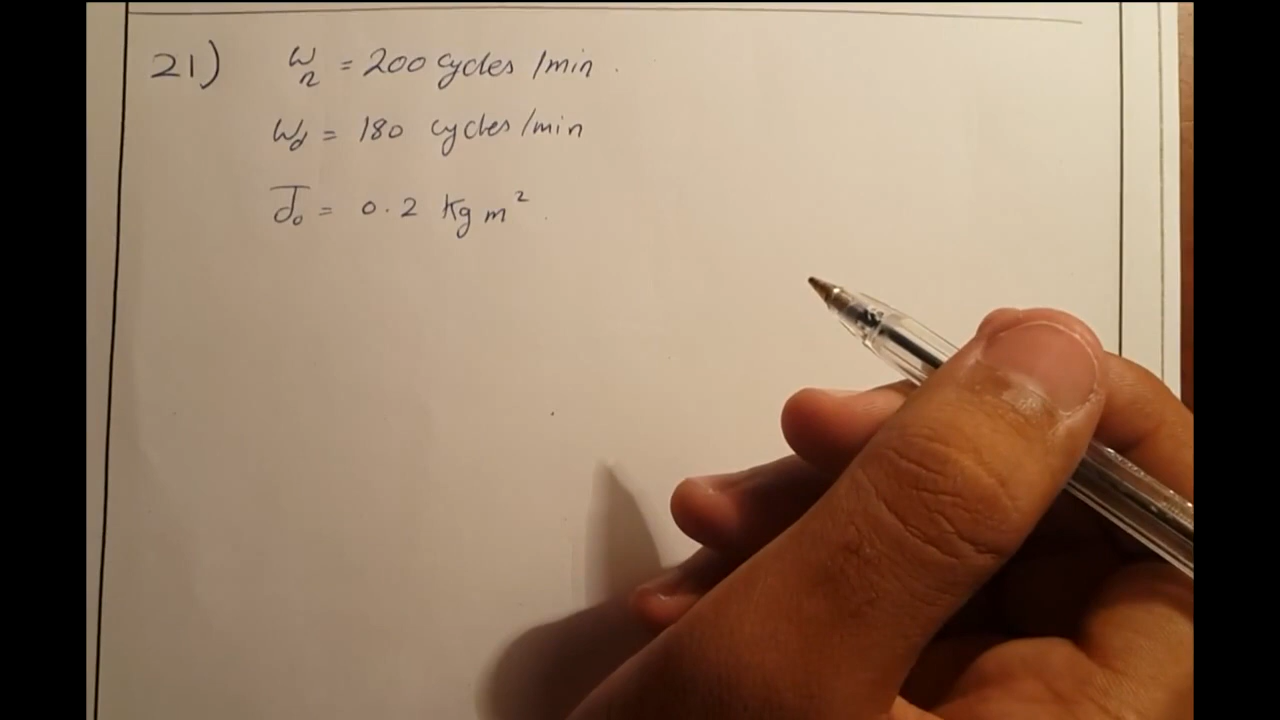 21) ωn = 200 cycles /min
ωd = 180 cycles/min
J₀ = 0.2 Kg m²